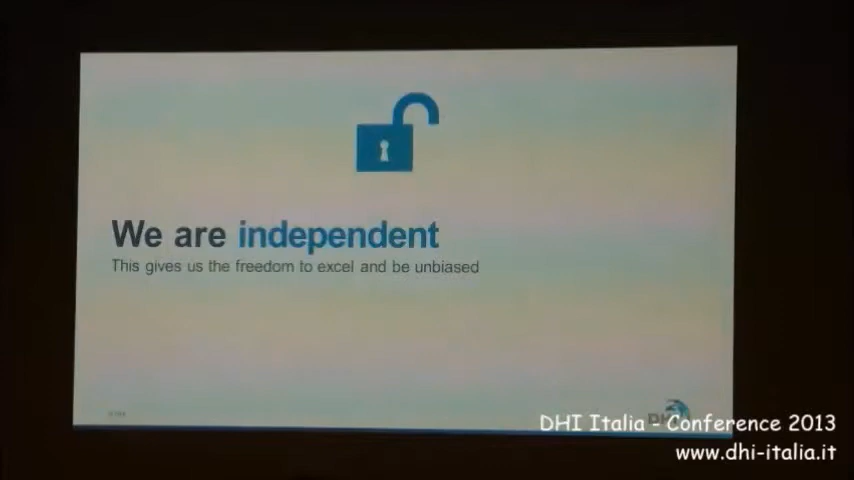 We are independent
This gives us the freedom to excel and be unbiased
DHI Italia - Conference 2013
www.dhi-italia.it